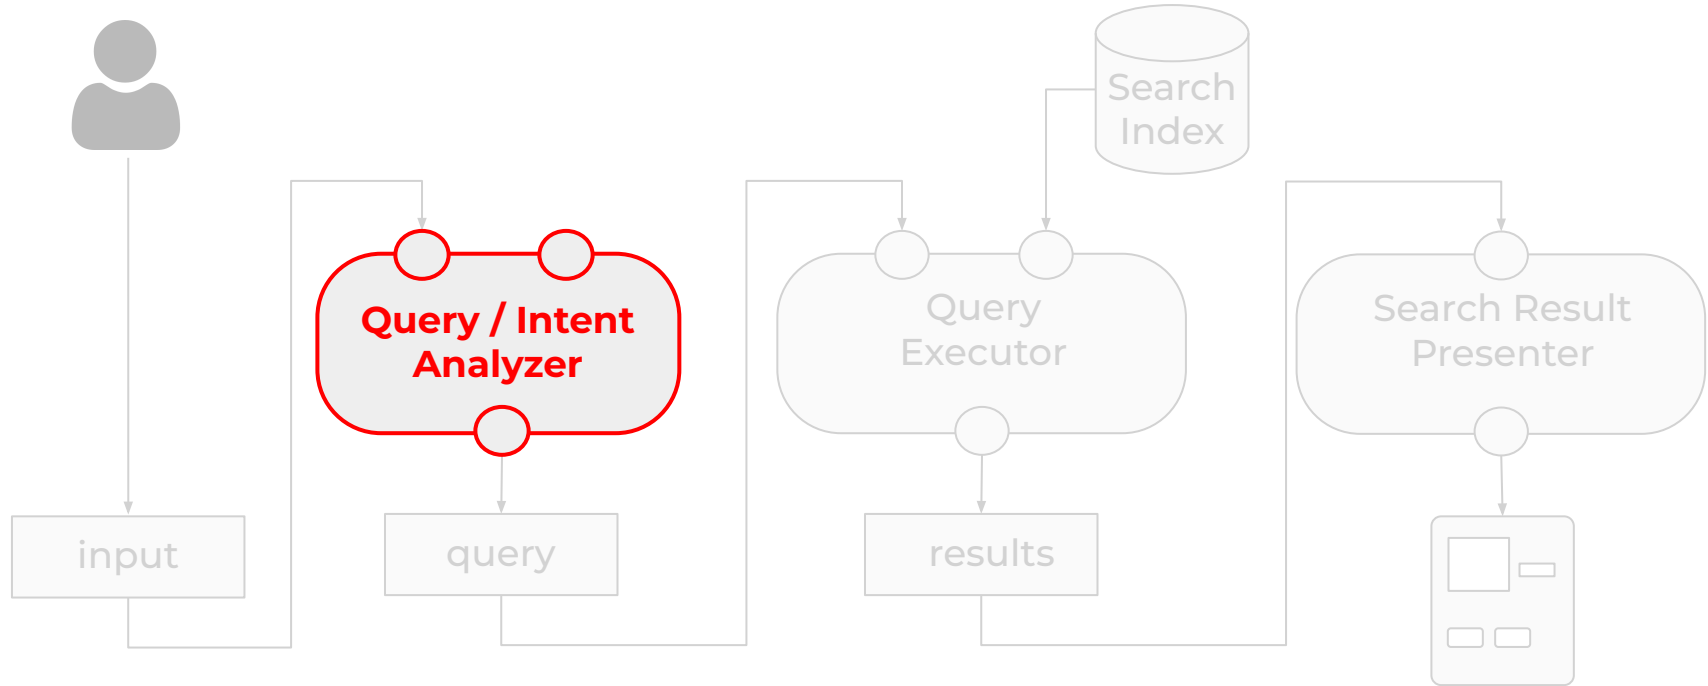 Search
Index
Query / Intent
Analyzer
Query
Executor
Search Result
Presenter
input
query
results